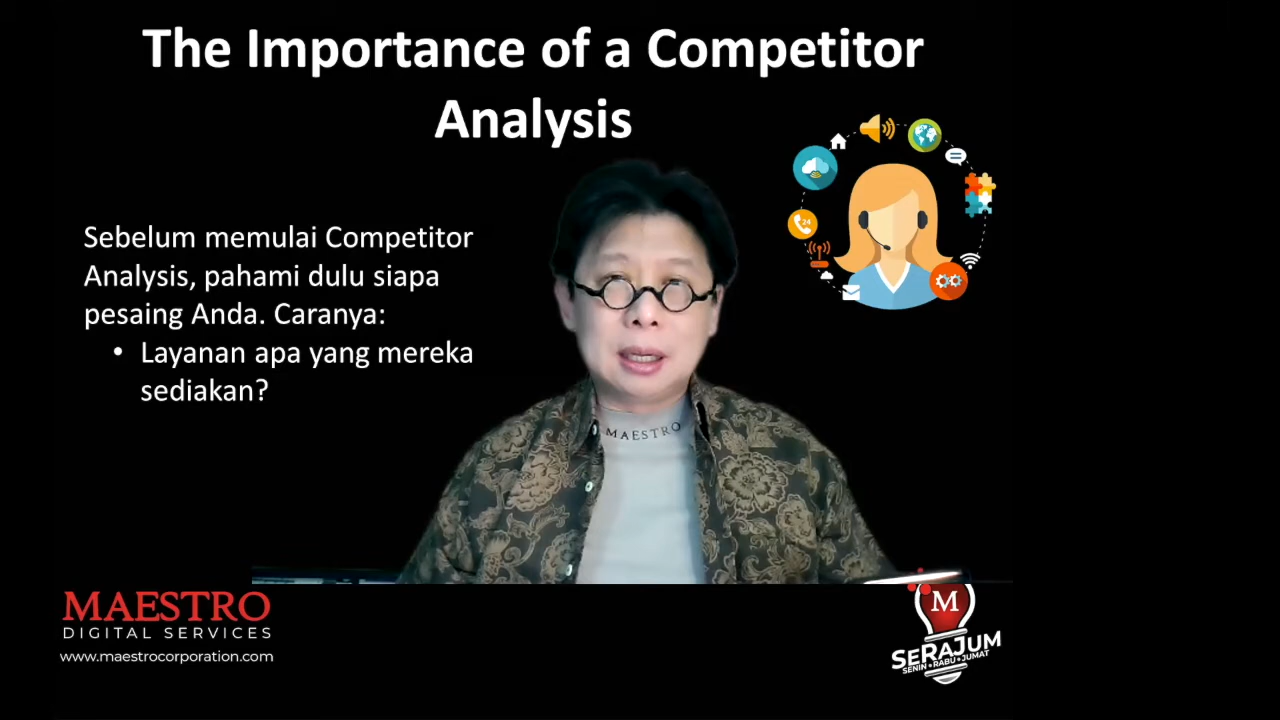 The Importance of a Competitor
Analysis
24
Sebelum memulai Competitor
Analysis, pahami dulu siapa
pesaing Anda. Caranya:
• Layanan apa yang mereka
sediakan?
MAESTRO
MAESTRO
DIGITAL SERVICES
www.maestrocorporation.com
M
SERAJUM
SENIN • RABU • JUMAT